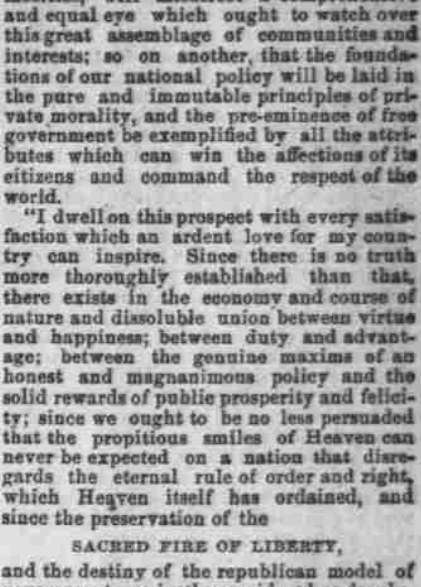 and equal eye which ought to watch over
this great assemblage of communities and
interests; so on another, that the founda-
tions of our national policy will be laid in
the pure and immutable principles of pri-
vate morality, and the pre-eminence of free
government be exemplified by all the attri-
butes which can win the affections of its
citizens and command the respect of the
world.
"I dwell on this prospect with every satis-
faction which an ardent love for my coun-
try can inspire. Since there is no truth
more thoroughly established than that,
there exists in the economy and course of
nature and dissoluble union between virtue
and happiness; between duty and advant-
age; between the genuine maxims of an
honest and magnanimous policy and the
solid rewards of public prosperity and felici-
ty; since we ought to be no less persuaded
that the propitious smiles of Heaven can
never be expected on a nation that disre-
gards the eternal rule of order and right,
which Heaven itself has ordained, and
since the preservation of the
SACRED FIRE OF LIBERTY,
and the destiny of the republican model of